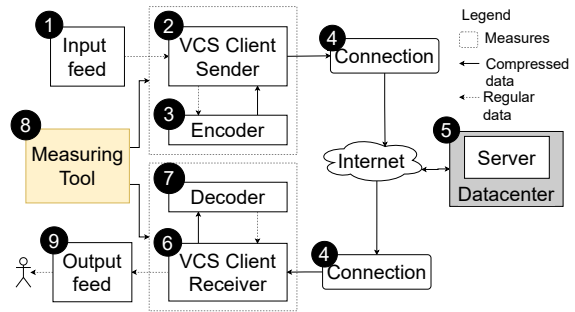 1
Input
feed
2
VCS Client
Sender
3
Encoder
4
Connection
Legend
Measures
Compressed
data
Regular
data
8
Measuring
Tool
Internet
5
Server
Datacenter
7
Decoder
6
VCS Client
Receiver
9
Output
feed
4
Connection